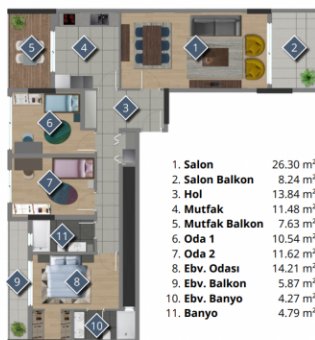 1
2
3
4
5
6
7
8
9
10
11
1. Salon 26.30 m²
2. Salon Balkon 8.24 m²
3. Hol 13.84 m²
4. Mutfak 11.48 m²
5. Mutfak Balkon 7.63 m²
6. Oda 1 10.54 m²
7. Oda 2 11.62 m²
8. Ebv. Odası 14.21 m²
9. Ebv. Balkon 5.87 m²
10. Ebv. Banyo 4.27 m²
11. Banyo 4.79 m²